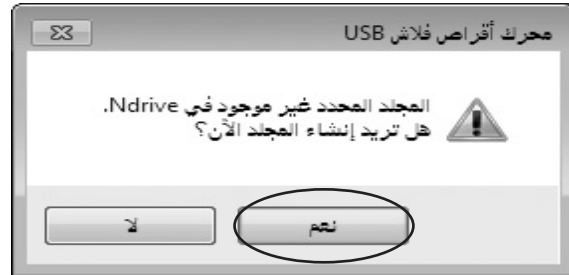 محرك أقراص فلاش USB
المجلد المحدد غير موجود في Ndrive.
هل تريد إنشاء المجلد الآن؟
نعم
لا